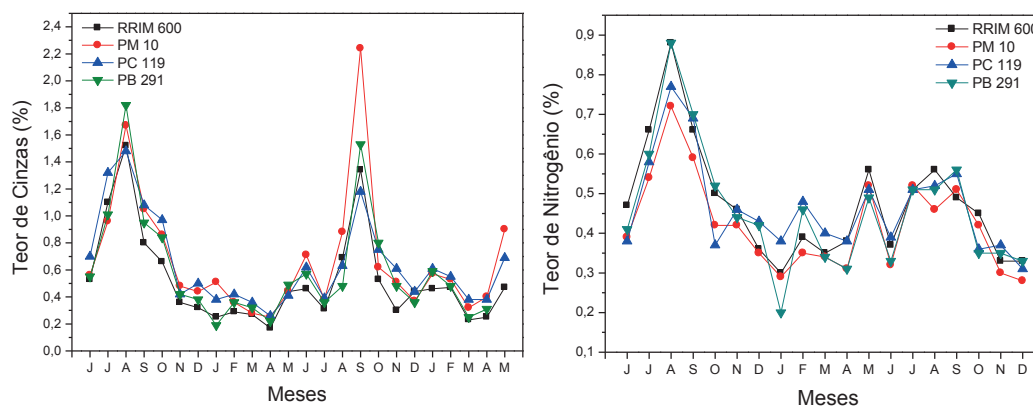 RRIM 600
PM 10
PC 119
PB 291
Teor de Cinzas (%)
2,4
2,2
2,0
1,8
1,6
1,4
1,2
1,0
0,8
0,6
0,4
0,2
0,0
J J A S O N D J F M A M J J A S O N D J F M A M
Meses
RRIM 600
PM 10
PC 119
PB 291
Teor de Nitrogênio (%)
0,9
0,8
0,7
0,6
0,5
0,4
0,3
0,2
0,1
J J A S O N D J F M A M J J A S O N D
Meses